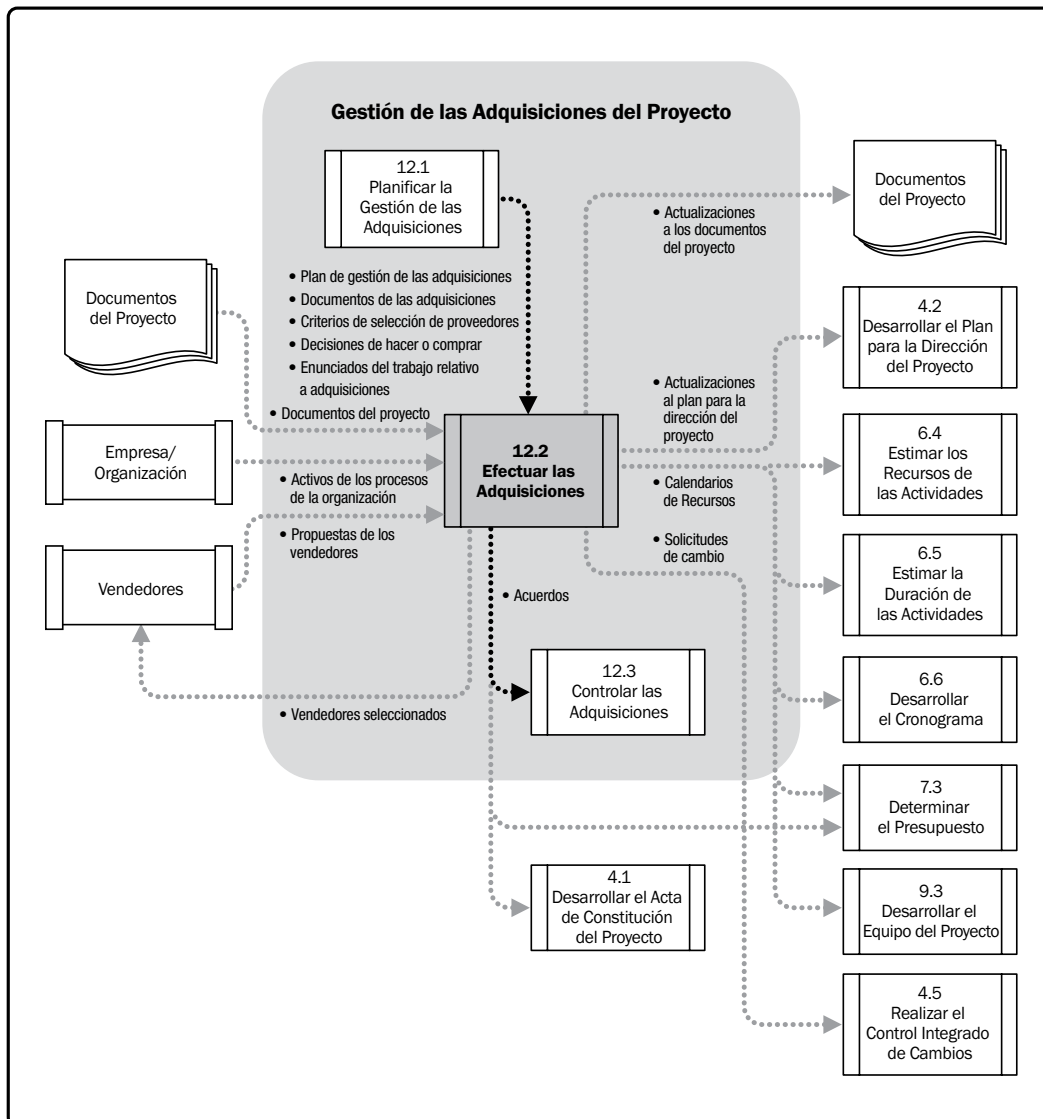 Gestión de las Adquisiciones del Proyecto
12.1
Planificar la
Gestión de las
Adquisiciones
• Plan de gestión de las adquisiciones
• Documentos de las adquisiciones
• Criterios de selección de proveedores
• Decisiones de hacer o comprar
• Enunciados del trabajo relativo
a adquisiciones
Documentos
del Proyecto
• Documentos del proyecto
Empresa/
Organización
• Activos de los procesos
de la organización
Vendedores
• Propuestas de los
vendedores
12.2
Efectuar las
Adquisiciones
• Acuerdos
• Vendedores seleccionados
12.3
Controlar las
Adquisiciones
4.1
Desarrollar el Acta
de Constitución
del Proyecto
• Actualizaciones
a los documentos
del proyecto
• Actualizaciones
al plan para la
dirección del
proyecto
• Calendarios
de Recursos
• Solicitudes
de cambio
Documentos
del Proyecto
4.2
Desarrollar el Plan
para la Dirección
del Proyecto
6.4
Estimar los
Recursos de
las Actividades
6.5
Estimar la
Duración de
las Actividades
6.6
Desarrollar
el Cronograma
7.3
Determinar
el Presupuesto
9.3
Desarrollar el
Equipo del Proyecto
4.5
Realizar el
Control Integrado
de Cambios